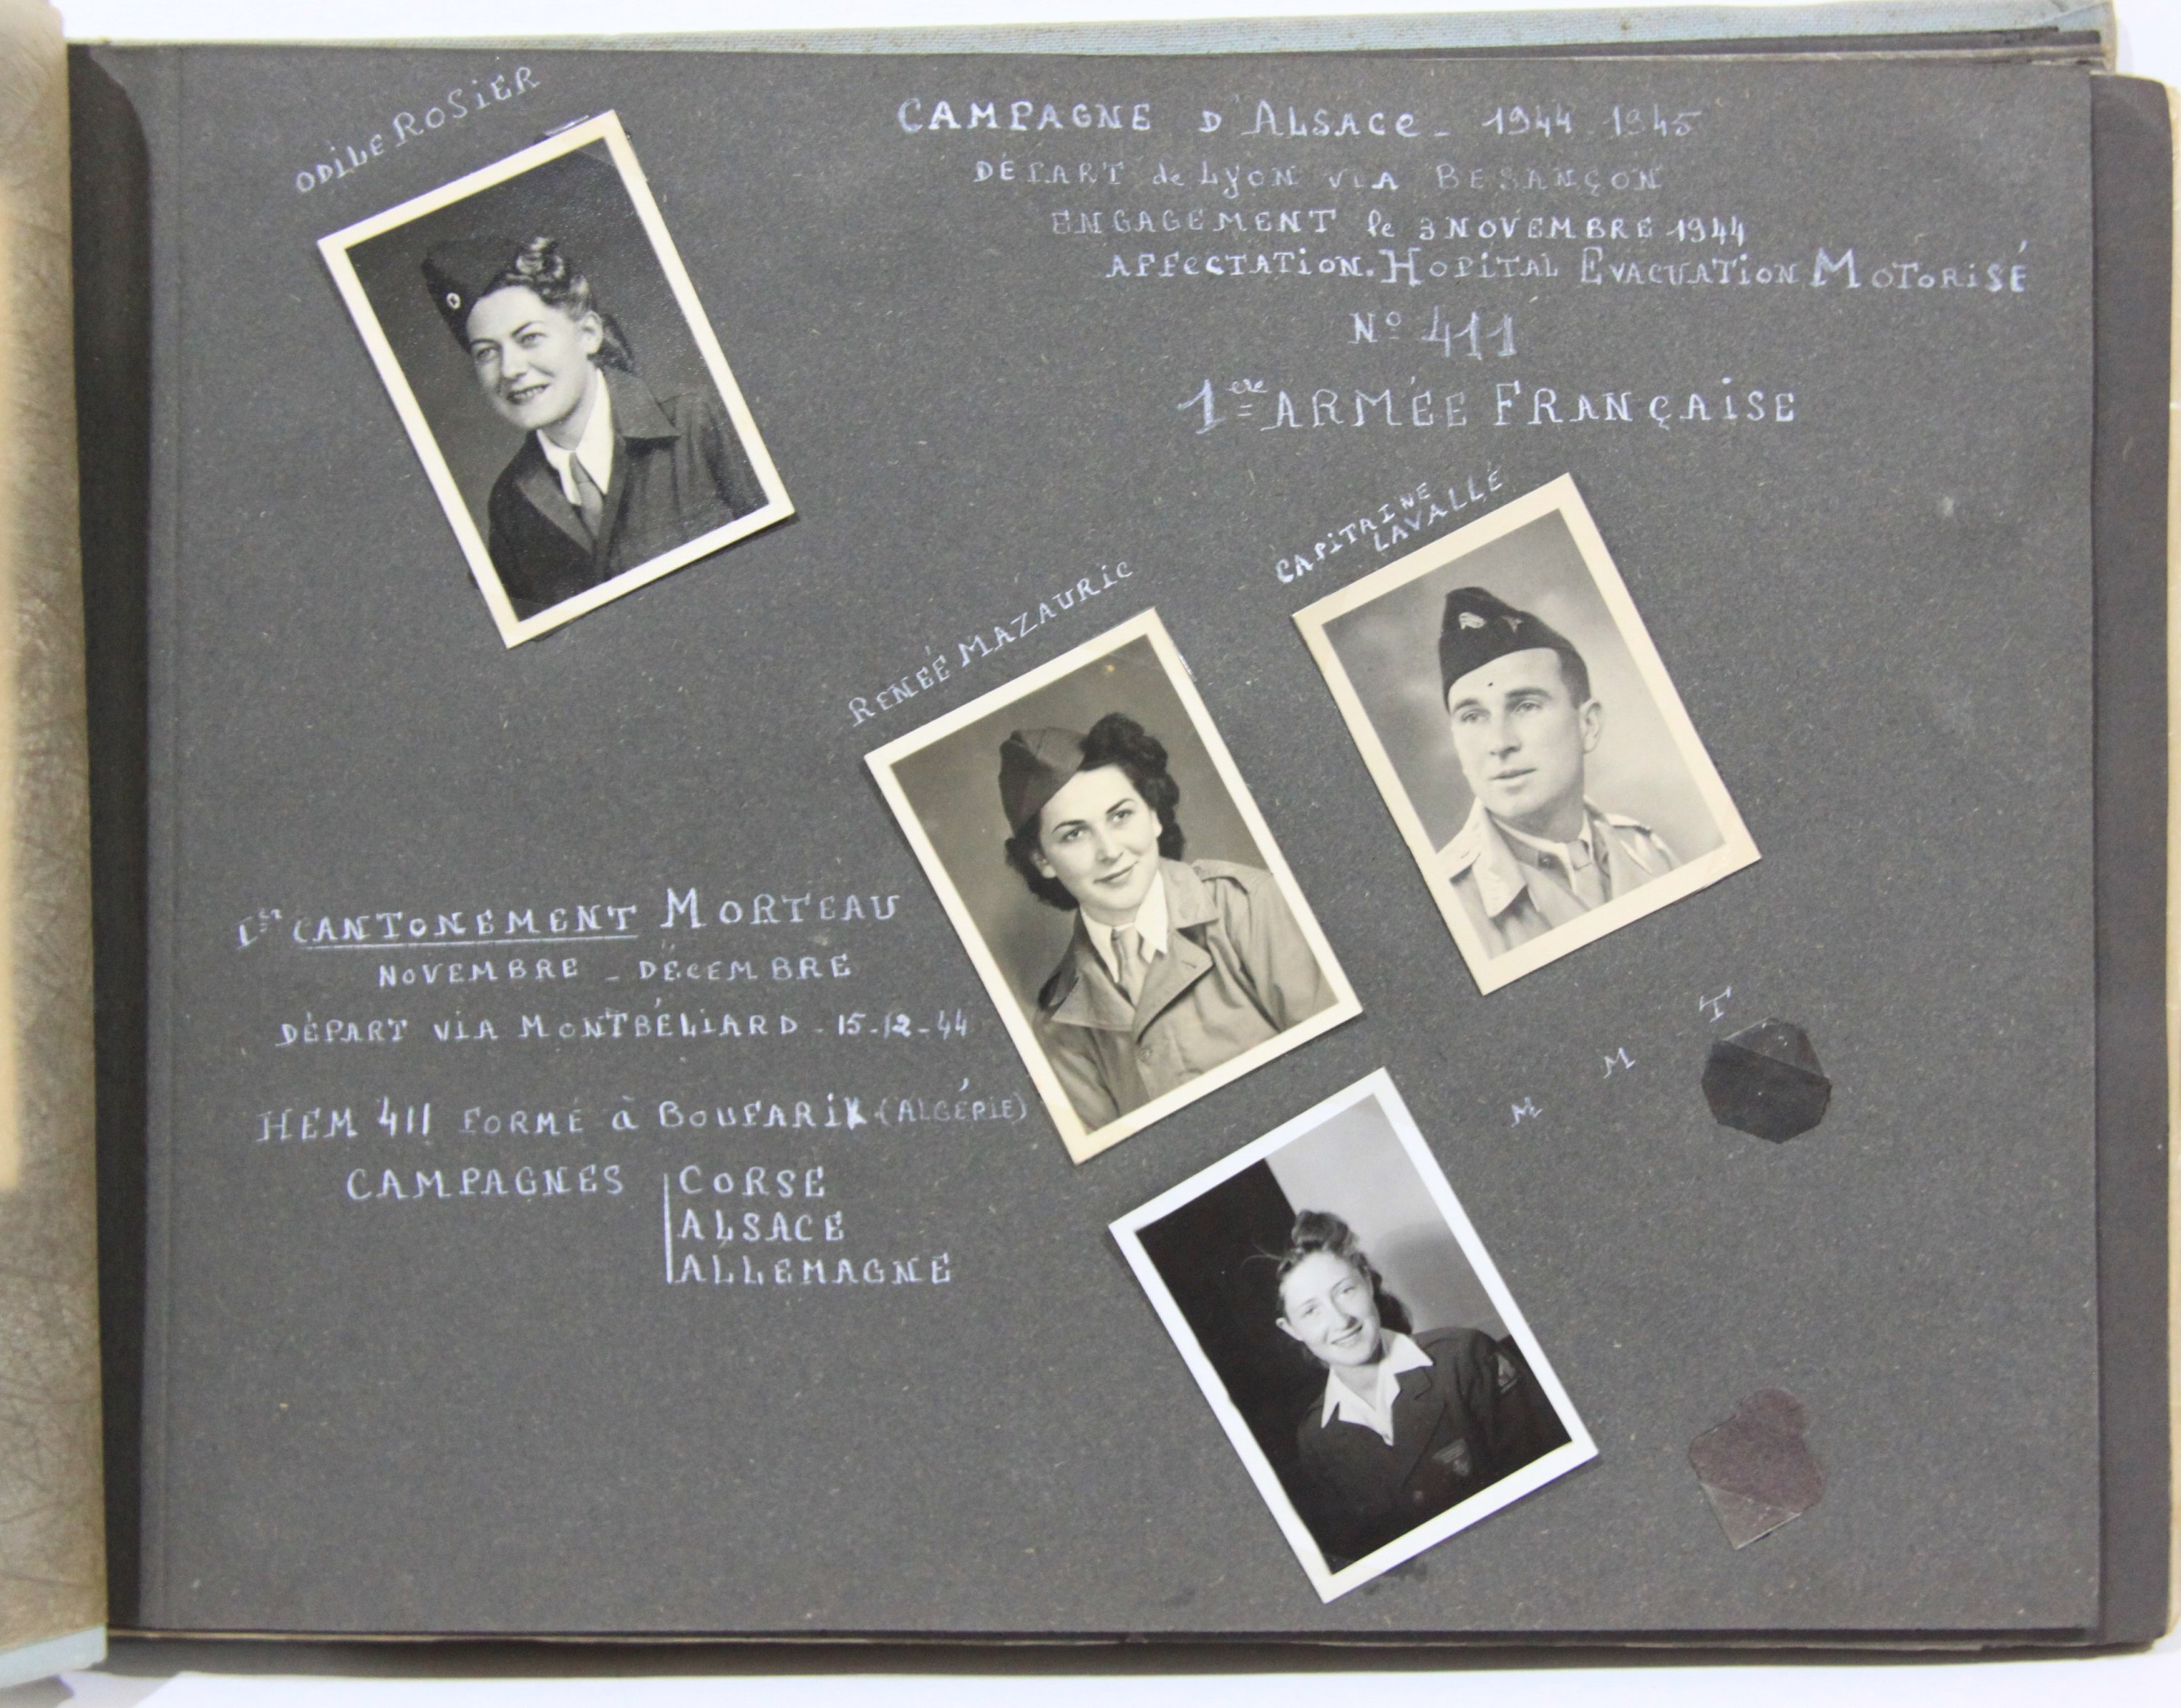 ODILE ROSIER
CAMPAGNE D'ALSACE - 1944 1945
DÉPART de LYON VIA BESANÇON
ENGAGEMENT le 3 NOVEMBRE 1944
AFFECTATION. HOPITAL EVACUATION MOTORISÉ
Nº 411
1ère ARMÉE FRANÇAISE
CAPITAINE
LAVALLÉ
RENÉÉ MAZAURIC
1er CANTONEMENT MORTEAU
NOVEMBRE - DÉCEMBRE
DÉPART VIA MONTBÉLIARD - 15-12-44
HEM 411 FORMÉ à BOUFARIK (ALGÉRIE)
CAMPAGNES CORSE
ALSACE
ALLEMAGNE
M M T